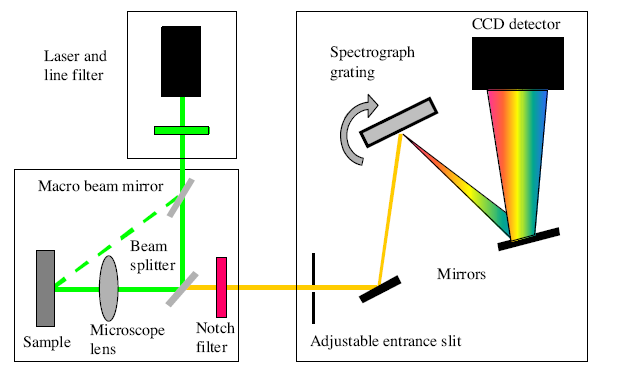 CCD detector
Laser and
line filter
Spectrograph
grating
Macro beam mirror
Beam
splitter
Mirrors
Sample
Microscope
lens
Notch
filter
Adjustable entrance slit